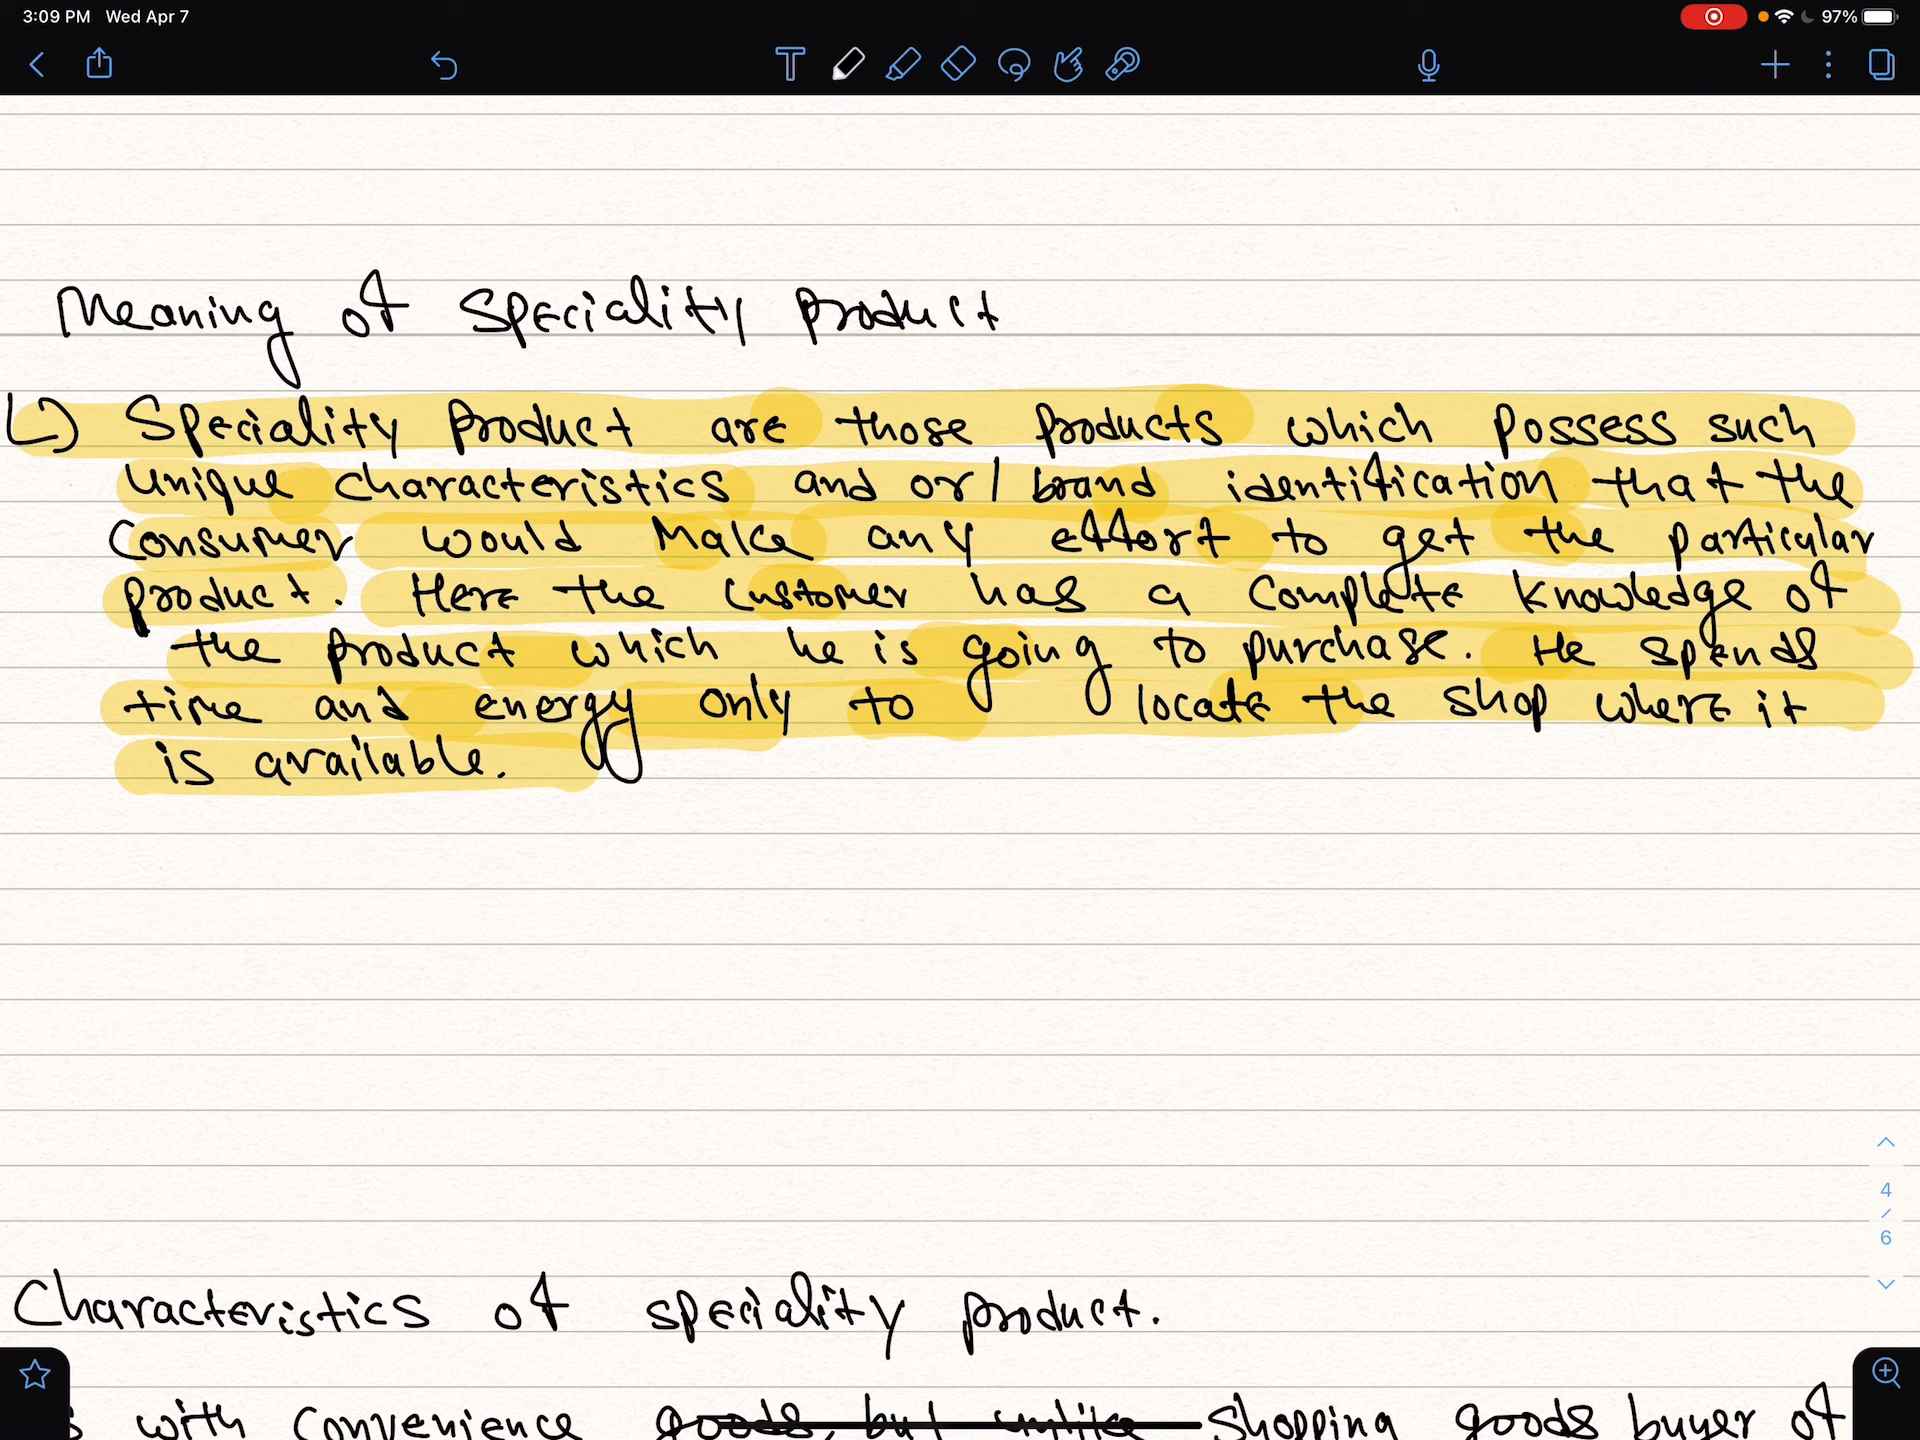 3:09 PM Wed Apr 7
97%
Meaning of Speciality Product
Speciality Product are those products which possess such
unique characteristics and or/ brand identification that the
consumer would make any effort to get the particular
product. Here the customer has a complete knowledge of
the product which he is going to purchase. He spends
time and energy only to locate the shop where it
is available.
4
/
6
Characteristics of speciality product.
s with convenience goods, but unlike shopping goods buyer of